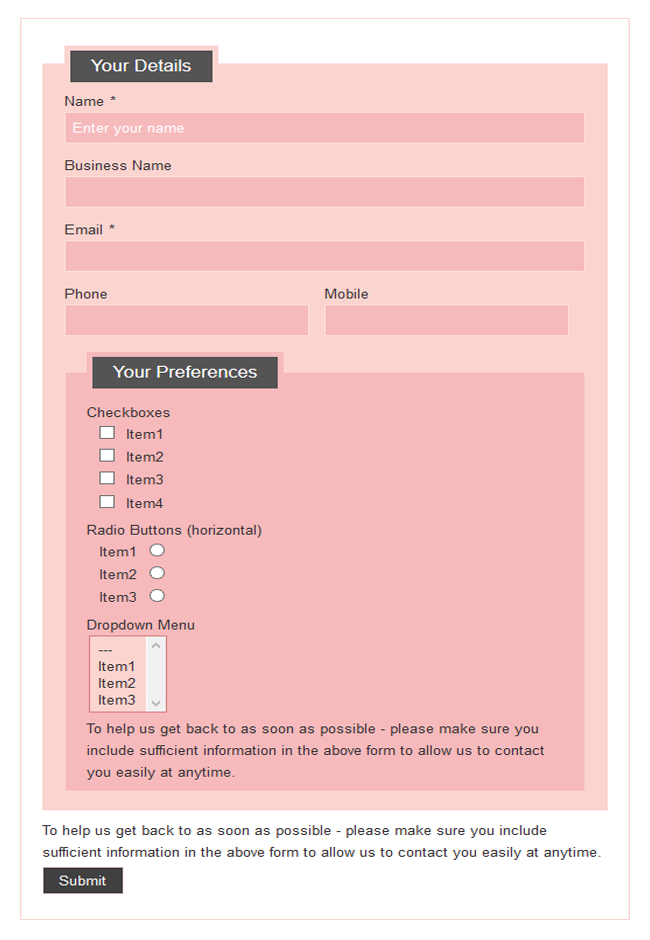 Your Details
Name *
Enter your name
Business Name
Email *
Phone Mobile
Your Preferences
Checkboxes
Item1
Item2
Item3
Item4
Radio Buttons (horizontal)
Item1
Item2
Item3
Dropdown Menu
---
Item1
Item2
Item3
To help us get back to as soon as possible - please make sure you
include sufficient information in the above form to allow us to contact
you easily at anytime.
To help us get back to as soon as possible - please make sure you include
sufficient information in the above form to allow us to contact you easily at anytime.
Submit